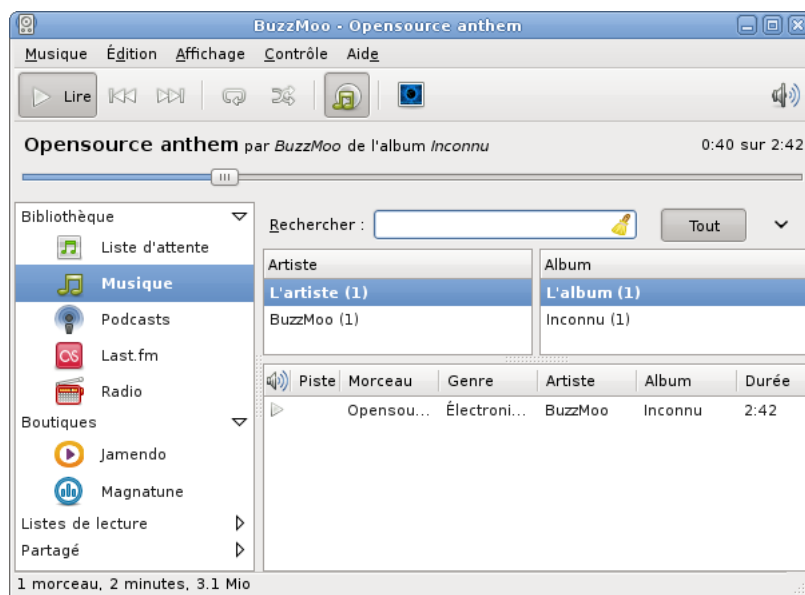 BuzzMoo - Opensource anthem
Musique Édition Affichage Contrôle Aide
Lire
Opensource anthem par BuzzMoo de l'album Inconnu 0:40 sur 2:42
Bibliothèque
Liste d'attente
Musique
Podcasts
Last.fm
Radio
Boutiques
Jamendo
Magnatune
Listes de lecture
Partagé
Rechercher : Tout
Artiste Album
L'artiste (1) L'album (1)
BuzzMoo (1) Inconnu (1)
Piste Morceau Genre Artiste Album Durée
Opensou... Électroni... BuzzMoo Inconnu 2:42
1 morceau, 2 minutes, 3.1 Mio